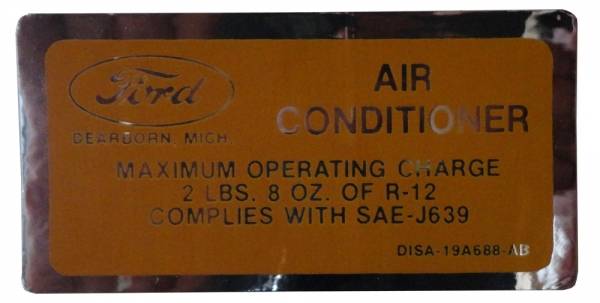 Ford
DEARBORN, MICH.
AIR
CONDITIONER
MAXIMUM OPERATING CHARGE
2 LBS. 8 OZ. OF R-12
COMPLIES WITH SAE-J639
DISA-19A688-AB